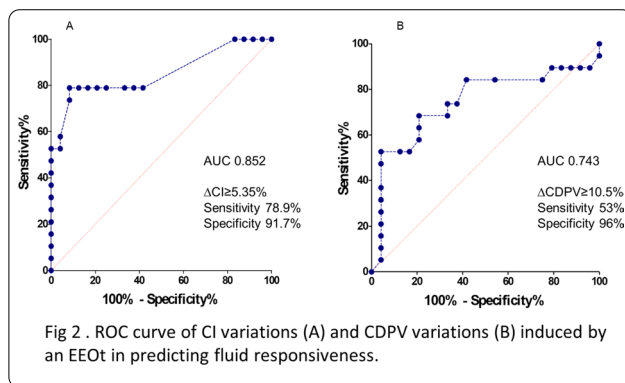 A
100
80
60
40
20
0
Sensitivity%
0 20 40 60 80 100
100% - Specificity%
AUC 0.852
ΔCI≥5.35%
Sensitivity 78.9%
Specificity 91.7%
B
100
80
60
40
20
0
Sensitivity%
0 20 40 60 80 100
100% - Specificity%
AUC 0.743
ΔCDPV≥10.5%
Sensitivity 53%
Specificity 96%
Fig 2 . ROC curve of CI variations (A) and CDPV variations (B) induced by
an EEOt in predicting fluid responsiveness.